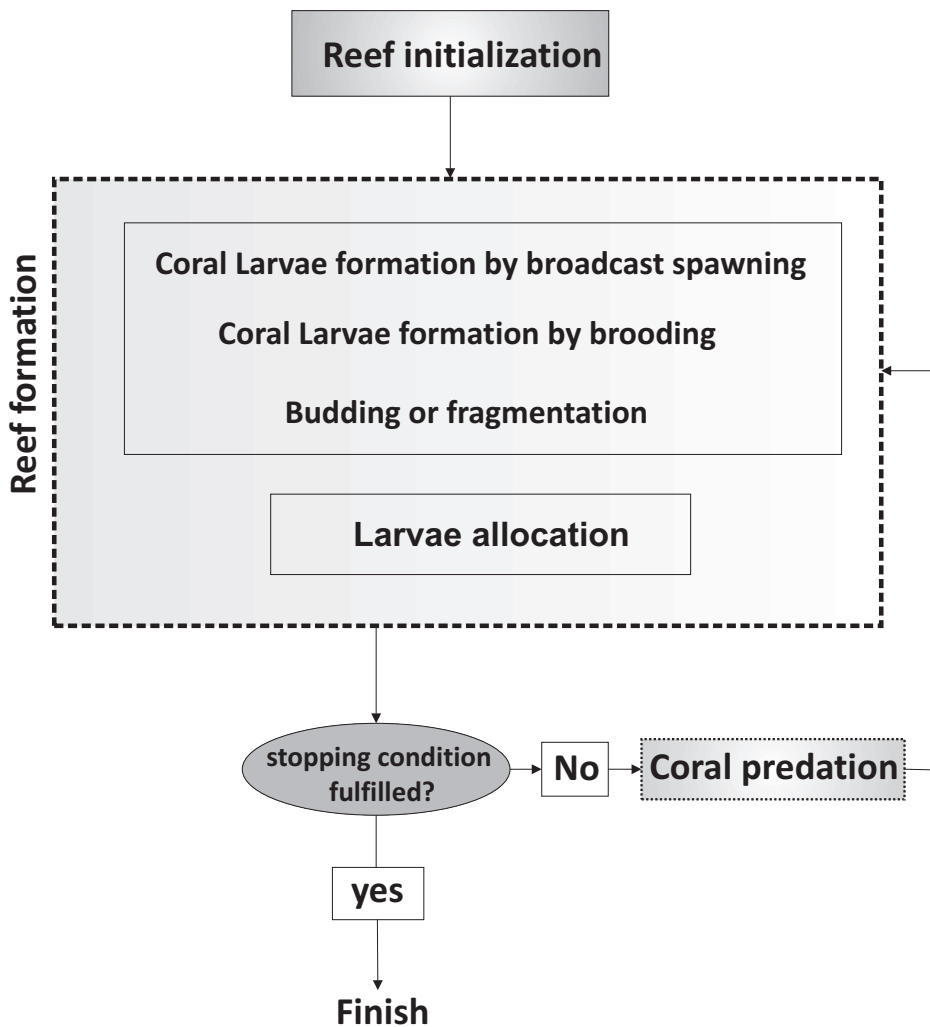 Reef initialization
Reef formation
Coral Larvae formation by broadcast spawning
Coral Larvae formation by brooding
Budding or fragmentation
Larvae allocation
stopping condition
fulfilled?
No
Coral predation
yes
Finish